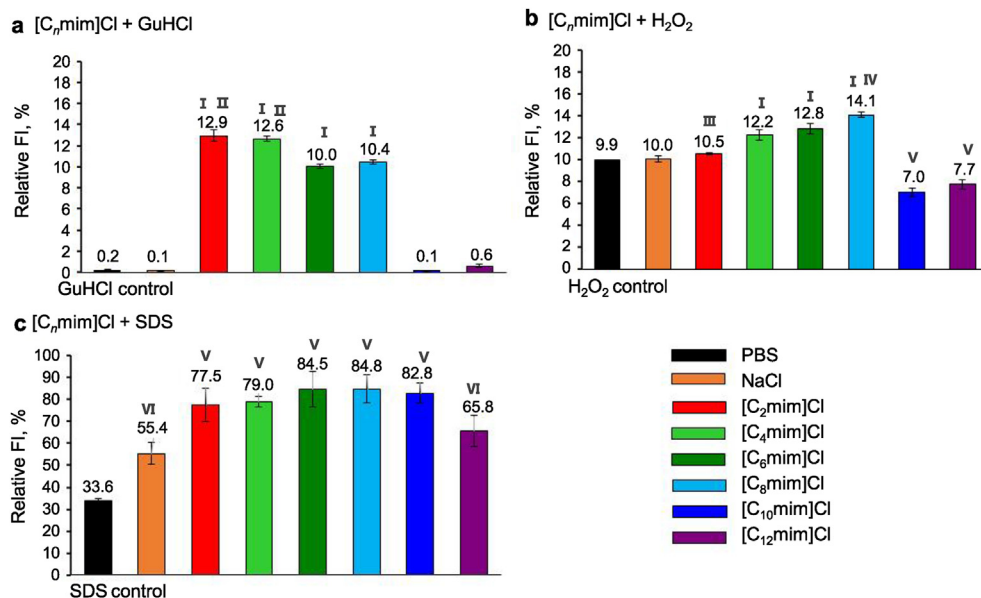 a [Cnmim]Cl + GuHCl
Relative FI, %
20
18
16
14
12
10
8
6
4
2
0
0.2
0.1
I II
12.9
I II
12.6
I
10.0
I
10.4
0.1
0.6
GuHCl control
b [Cnmim]Cl + H₂O₂
Relative FI, %
20
18
16
14
12
10
8
6
4
2
0
9.9
10.0
III
10.5
I
12.2
I
12.8
I IV
14.1
V
7.0
V
7.7
H₂O₂ control
c [Cnmim]Cl + SDS
Relative FI, %
100
90
80
70
60
50
40
30
20
10
0
33.6
VI
55.4
V
77.5
V
79.0
V
84.5
V
84.8
V
82.8
VI
65.8
SDS control
PBS
NaCl
[C₂mim]Cl
[C₄mim]Cl
[C₆mim]Cl
[C₈mim]Cl
[C₁₀mim]Cl
[C₁₂mim]Cl